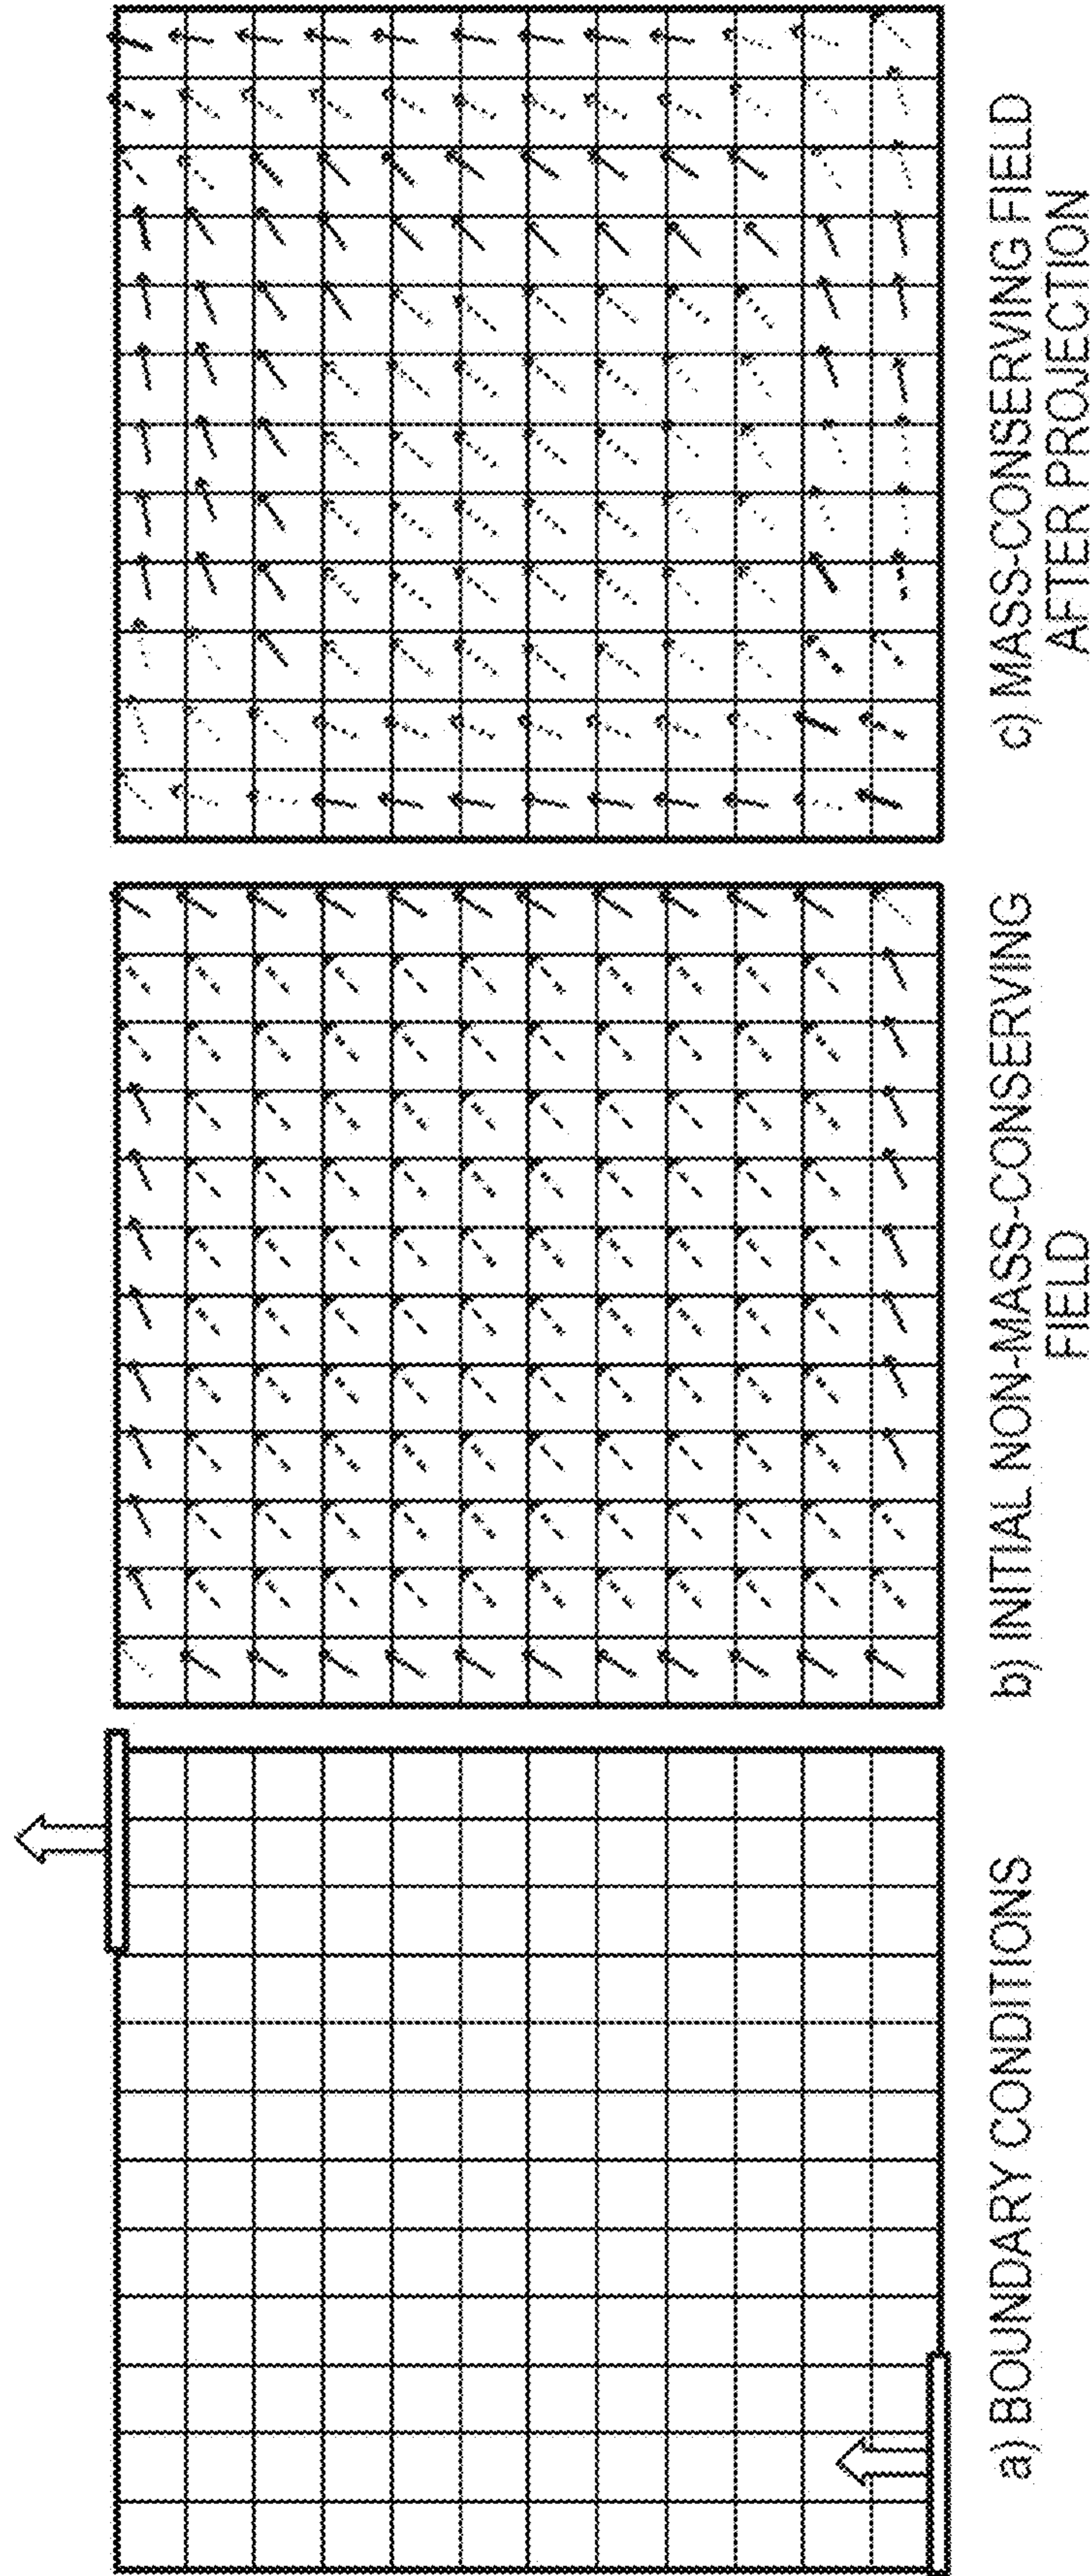 a) BOUNDARY CONDITIONS
b) INITIAL NON-MASS-CONSERVING
FIELD
c) MASS-CONSERVING FIELD
AFTER PROJECTION